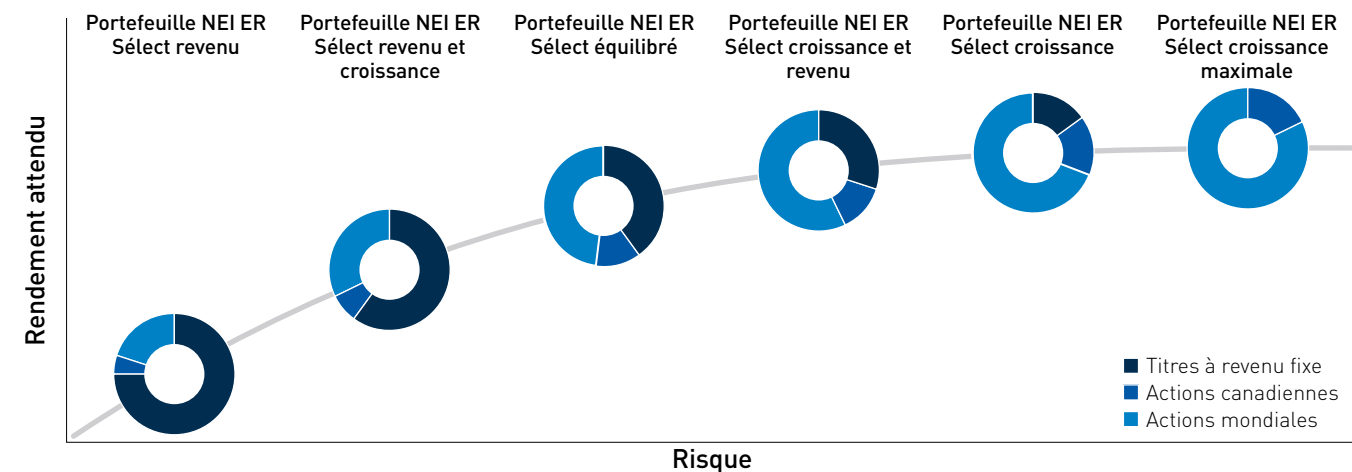 Portefeuille NEI ER
Sélect revenu
Portefeuille NEI ER
Sélect revenu et
croissance
Portefeuille NEI ER
Sélect équilibré
Portefeuille NEI ER
Sélect croissance et
revenu
Portefeuille NEI ER
Sélect croissance
Portefeuille NEI ER
Sélect croissance
maximale
Rendement attendu
Titres à revenu fixe
Actions canadiennes
Actions mondiales
Risque